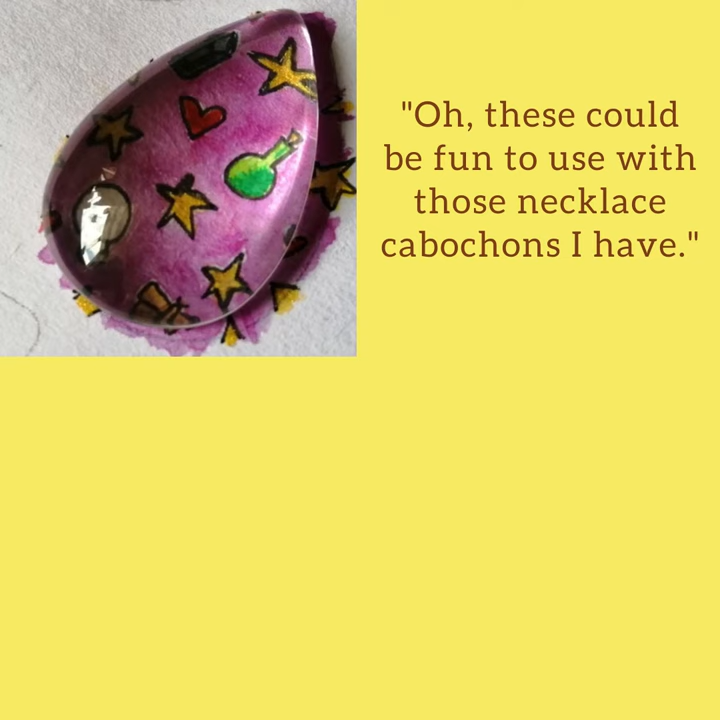 "Oh, these could
be fun to use with
those necklace
cabochons I have."